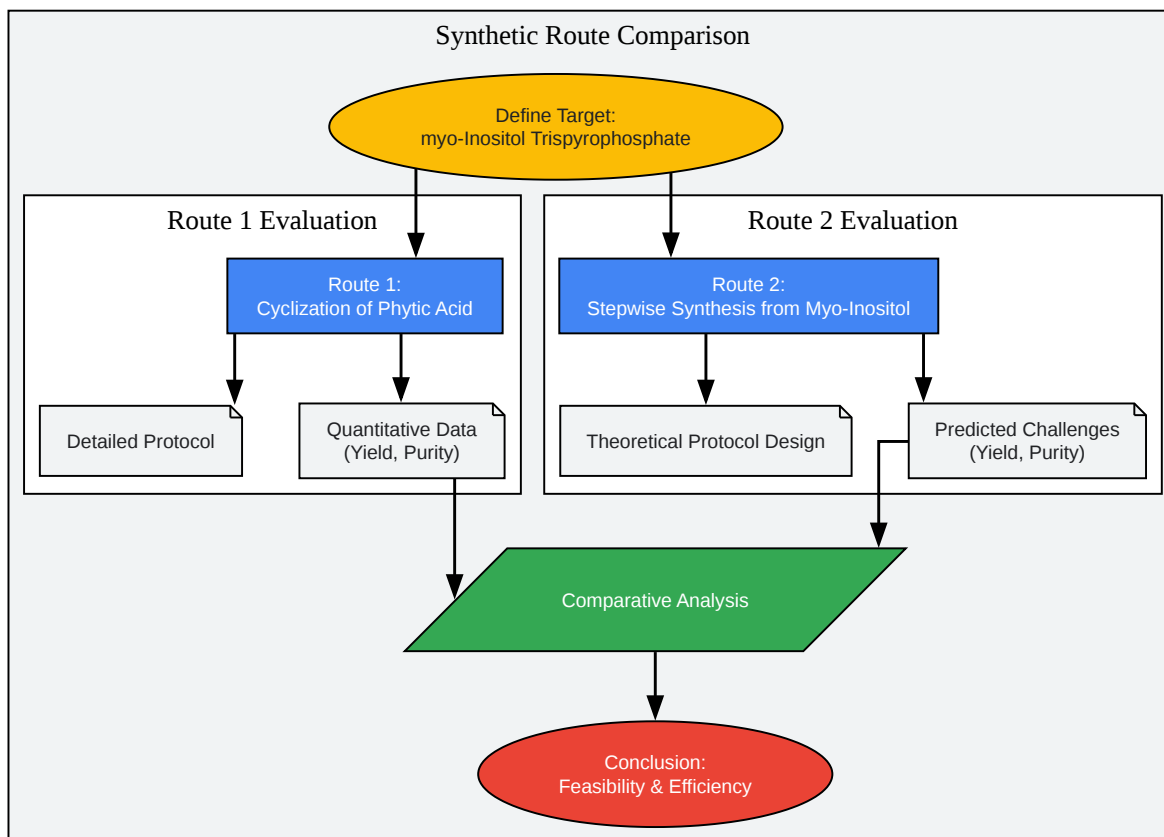 Synthetic Route Comparison
Define Target:
myo-Inositol Trispyrophosphate
Route 1 Evaluation
Route 1:
Cyclization of Phytic Acid
Detailed Protocol
Quantitative Data
(Yield, Purity)
Route 2 Evaluation
Route 2:
Stepwise Synthesis from Myo-Inositol
Theoretical Protocol Design
Predicted Challenges
(Yield, Purity)
Comparative Analysis
Conclusion:
Feasibility & Efficiency